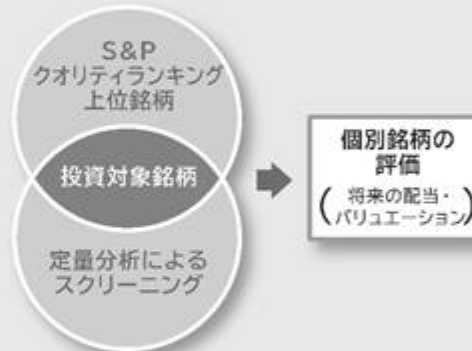 S&P
クオリティランキング
上位銘柄
投資対象銘柄
定量分析による
スクリーニング
個別銘柄の
評価
(将来の配当・
バリュエーション)